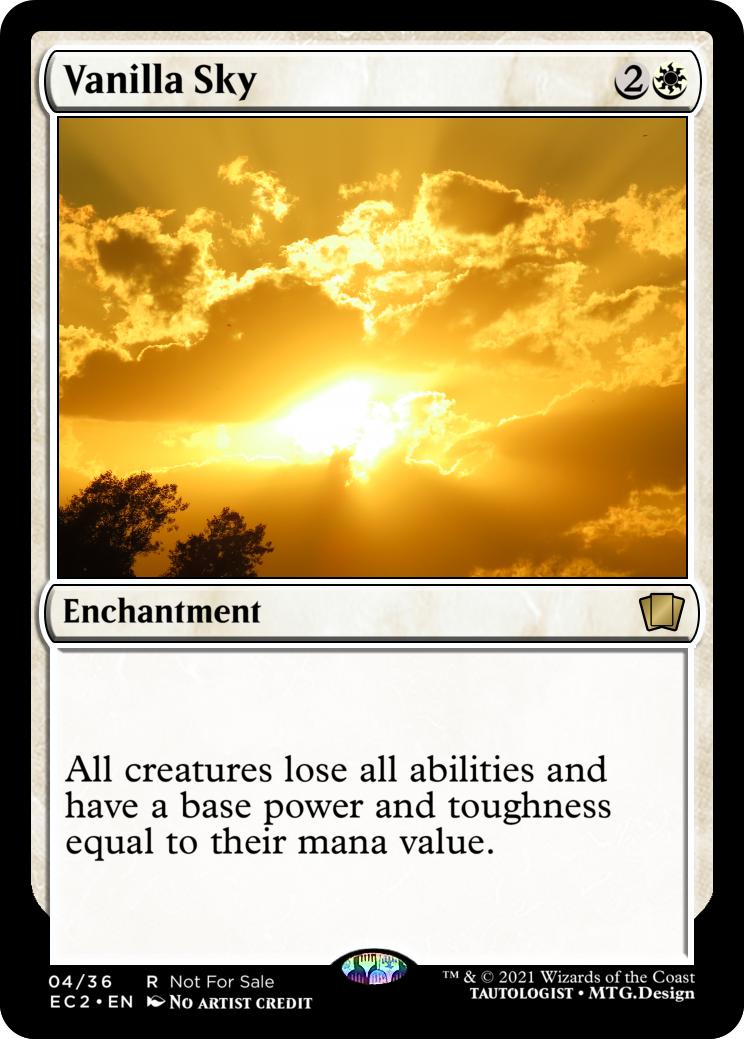 Vanilla Sky 2
Enchantment
All creatures lose all abilities and
have a base power and toughness
equal to their mana value.
04/36 R Not For Sale
EC2 • EN No artist credit
™ & © 2021 Wizards of the Coast
TAUTOLOGIST • MTG.Design